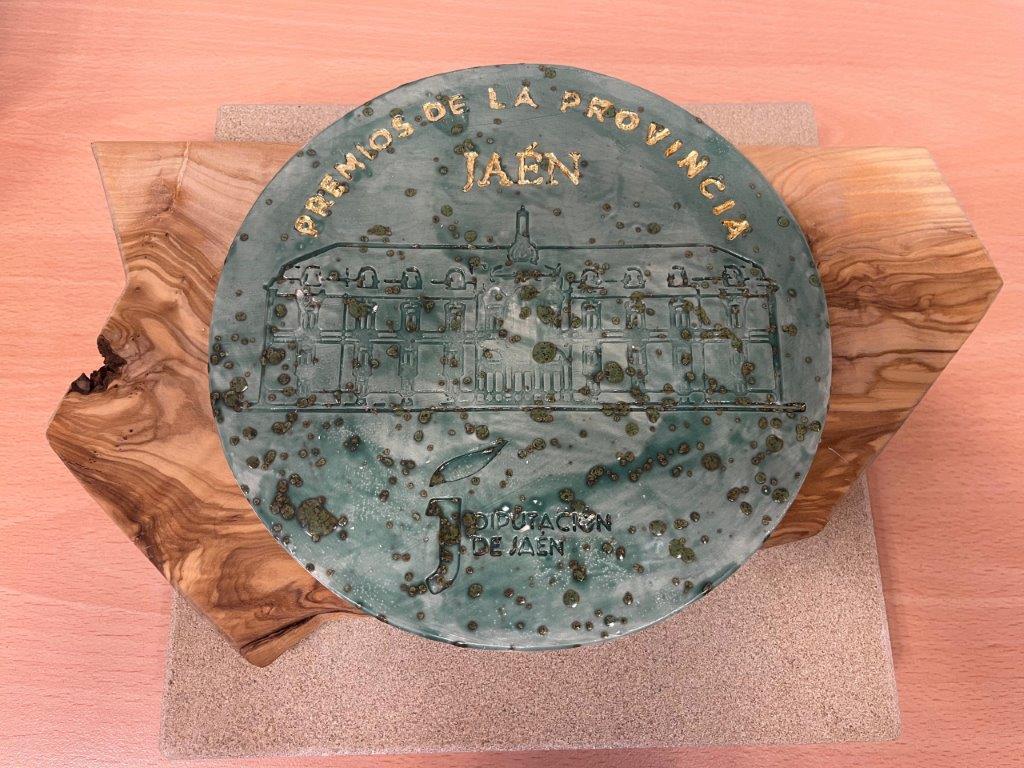 PREMIOS DE LA PROVINCIA
JAÉN
DIPUTACIÓN
DE JAÉN